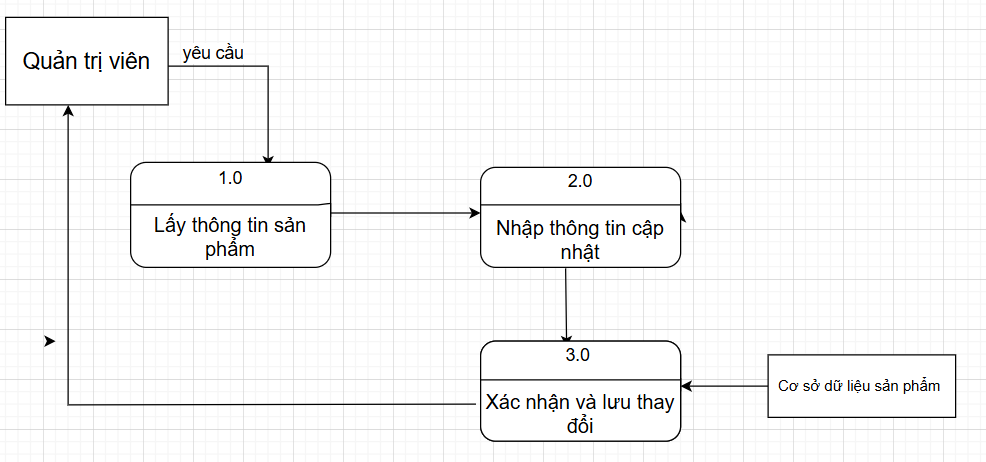 Quản trị viên
yêu cầu
1.0
Lấy thông tin sản
phẩm
2.0
Nhập thông tin cập
nhật
3.0
Xác nhận và lưu thay
đổi
Cơ sở dữ liệu sản phẩm